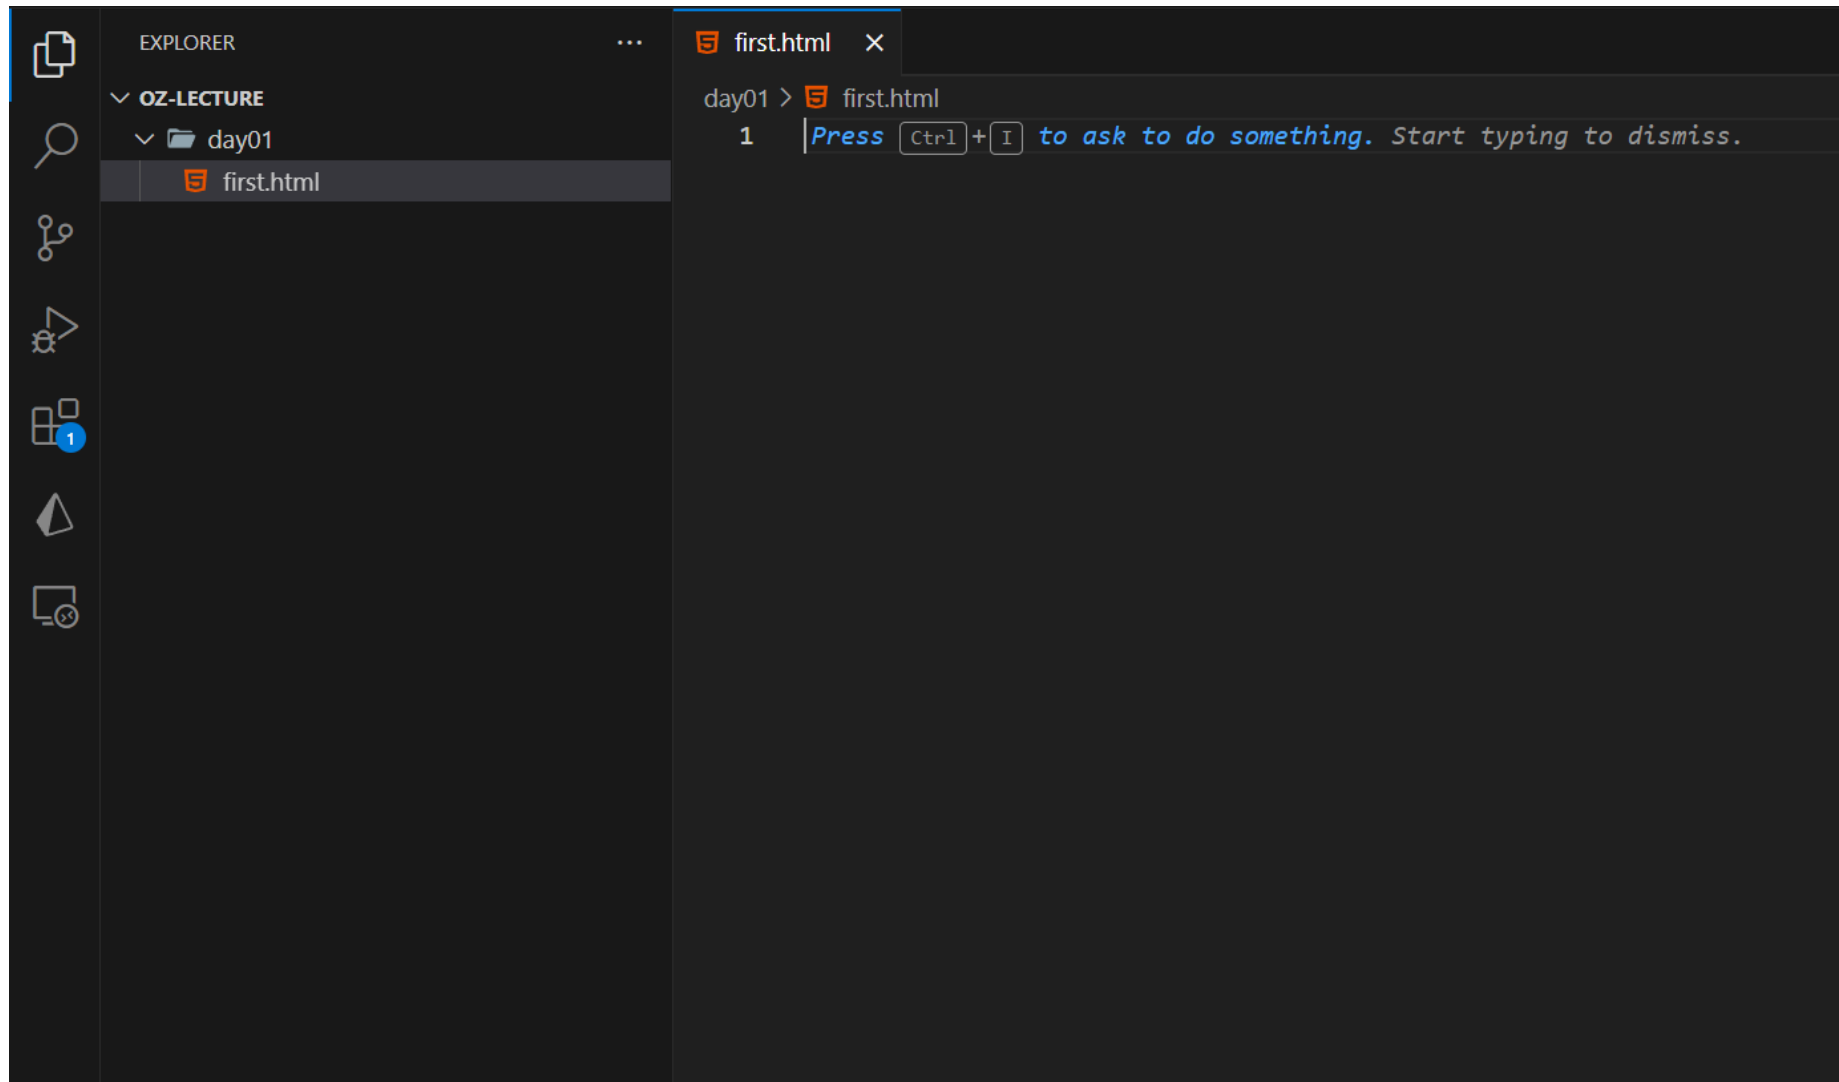 EXPLORER
OZ-LECTURE
day01
first.html
1
first.html
day01 > first.html
1 Press Ctrl+I to ask to do something. Start typing to dismiss.